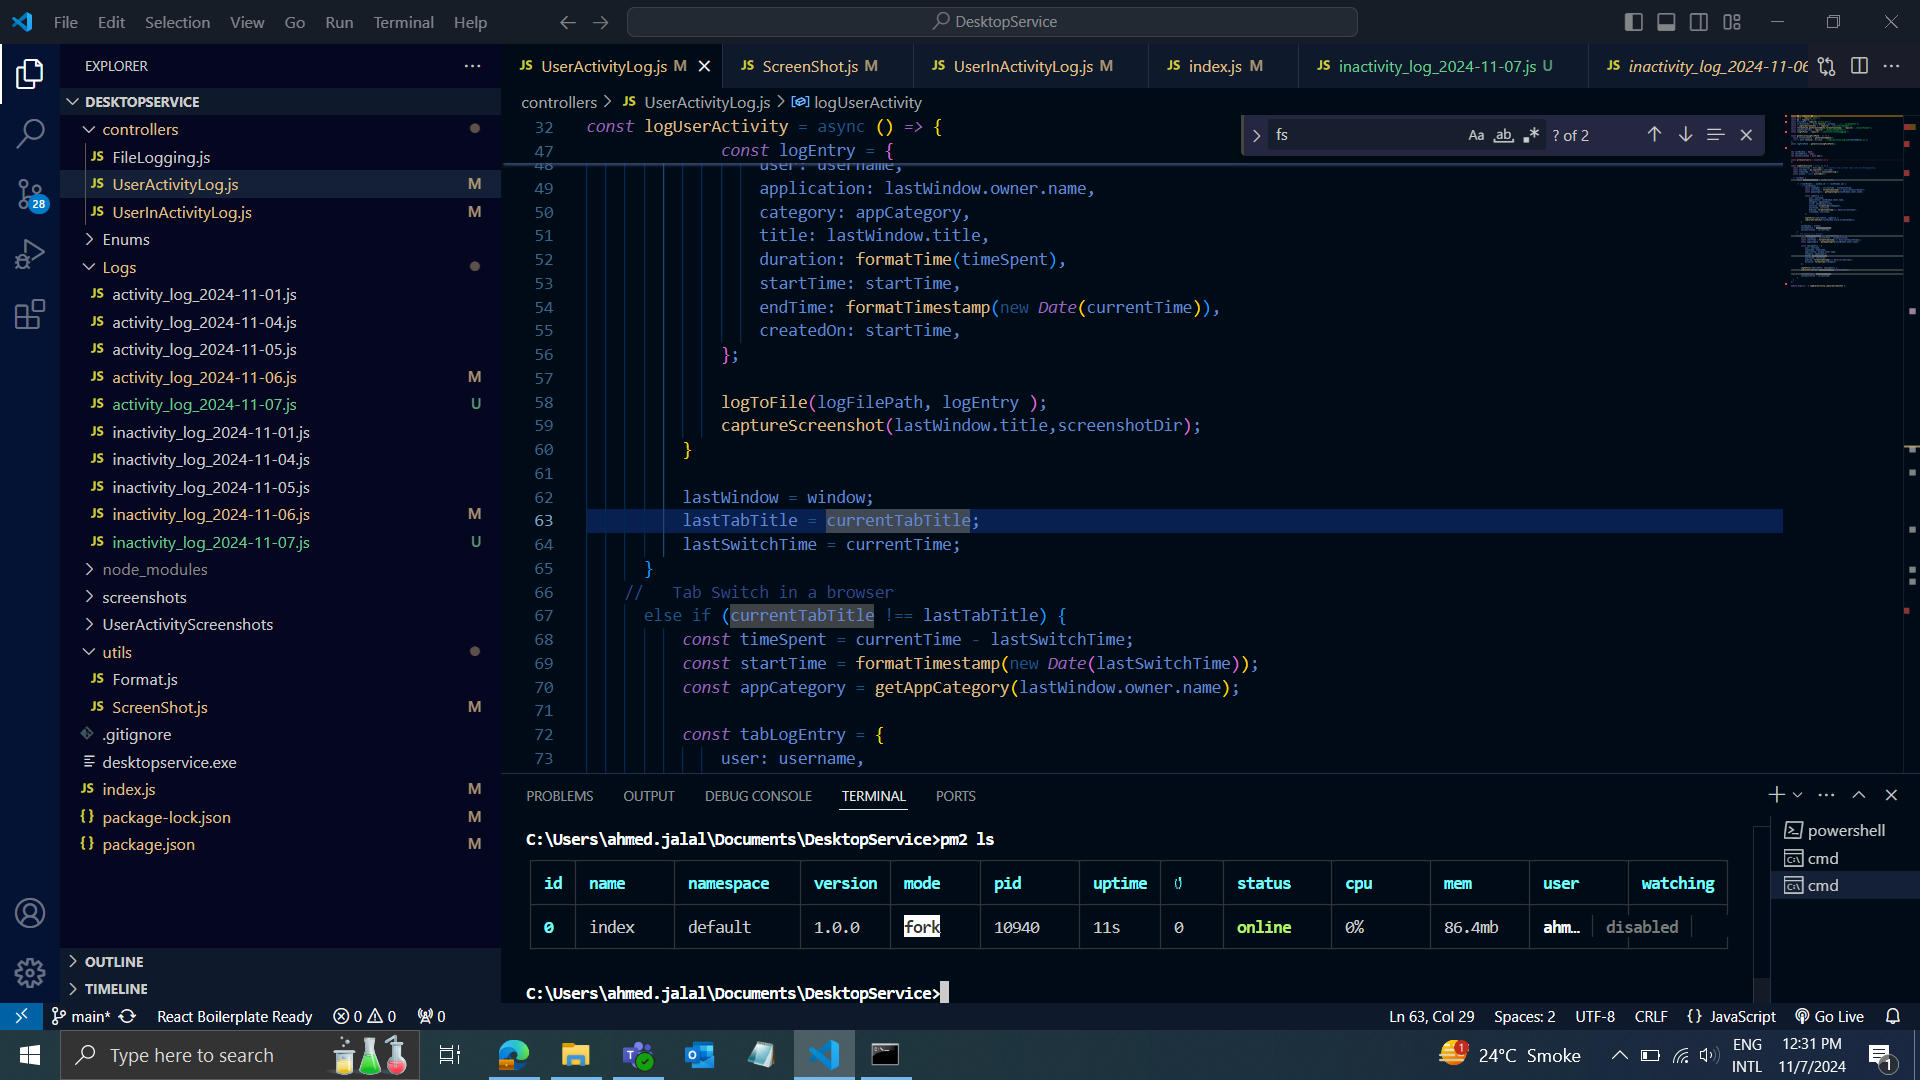 File Edit Selection View Go Run Terminal Help
DesktopService
EXPLORER
DESKTOPSERVICE
controllers
JS FileLogging.js
JS UserActivityLog.js M
JS UserInActivityLog.js M
Enums
Logs
JS activity_log_2024-11-01.js
JS activity_log_2024-11-04.js
JS activity_log_2024-11-05.js
JS activity_log_2024-11-06.js M
JS activity_log_2024-11-07.js U
JS inactivity_log_2024-11-01.js
JS inactivity_log_2024-11-04.js
JS inactivity_log_2024-11-05.js
JS inactivity_log_2024-11-06.js M
JS inactivity_log_2024-11-07.js U
node_modules
screenshots
UserActivityScreenshots
utils
JS Format.js
JS ScreenShot.js M
.gitignore
desktopservice.exe
JS index.js M
{} package-lock.json M
{} package.json M
OUTLINE
TIMELINE
28
JS UserActivityLog.js M JS ScreenShot.js M JS UserInActivityLog.js M JS index.js M JS inactivity_log_2024-11-07.js U JS inactivity_log_2024-11-06
controllers > JS UserActivityLog.js > logUserActivity
fs Aa ab ? of 2
32 const logUserActivity = async () => {
47 const logEntry = {
48 user: username,
49 application: lastWindow.owner.name,
50 category: appCategory,
51 title: lastWindow.title,
52 duration: formatTime(timeSpent),
53 startTime: startTime,
54 endTime: formatTimestamp(new Date(currentTime)),
55 createdOn: startTime,
56 };
57
58 logToFile(logFilePath, logEntry );
59 captureScreenshot(lastWindow.title,screenshotDir);
60 }
61
62 lastWindow = window;
63 lastTabTitle = currentTabTitle;
64 lastSwitchTime = currentTime;
65 }
66 // Tab Switch in a browser
67 else if (currentTabTitle !== lastTabTitle) {
68 const timeSpent = currentTime - lastSwitchTime;
69 const startTime = formatTimestamp(new Date(lastSwitchTime));
70 const appCategory = getAppCategory(lastWindow.owner.name);
71
72 const tabLogEntry = {
73 user: username,
PROBLEMS OUTPUT DEBUG CONSOLE TERMINAL PORTS
C:\Users\ahmed.jalal\Documents\DesktopService>pm2 ls
id name namespace version mode pid uptime status cpu mem user watching
0 index default 1.0.0 fork 10940 11s 0 online 0% 86.4mb ahm… disabled
C:\Users\ahmed.jalal\Documents\DesktopService>
powershell
cmd
cmd
main* React Boilerplate Ready 0 0 0 Ln 63, Col 29 Spaces: 2 UTF-8 CRLF {} JavaScript Go Live
Type here to search
1 24°C Smoke
ENG
INTL
12:31 PM
11/7/2024
1